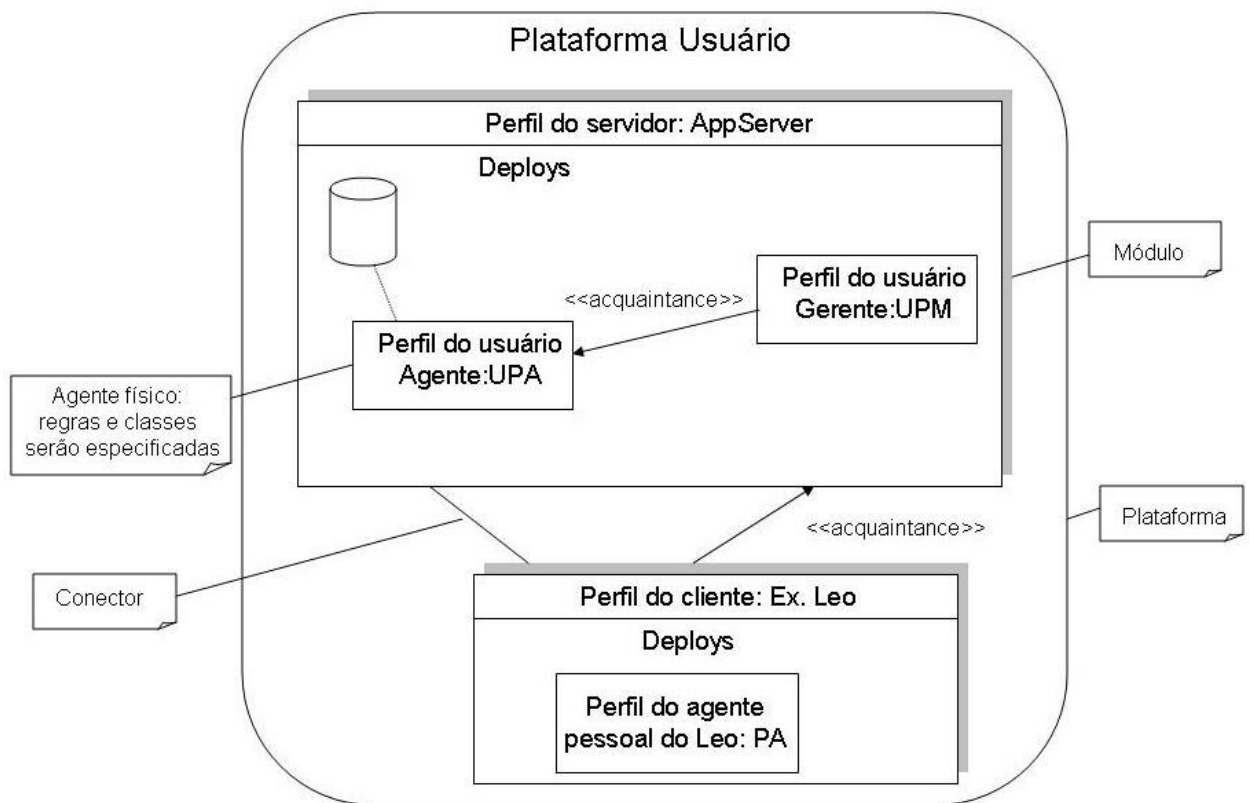 Plataforma Usuário
Perfil do servidor: AppServer
Deploys
Módulo
Perfil do usuário
Gerente:UPM
<<acquaintance>>
Perfil do usuário
Agente:UPA
Agente físico:
regras e classes
serão especificadas
<<acquaintance>>
Plataforma
Conector
Perfil do cliente: Ex. Leo
Deploys
Perfil do agente
pessoal do Leo: PA